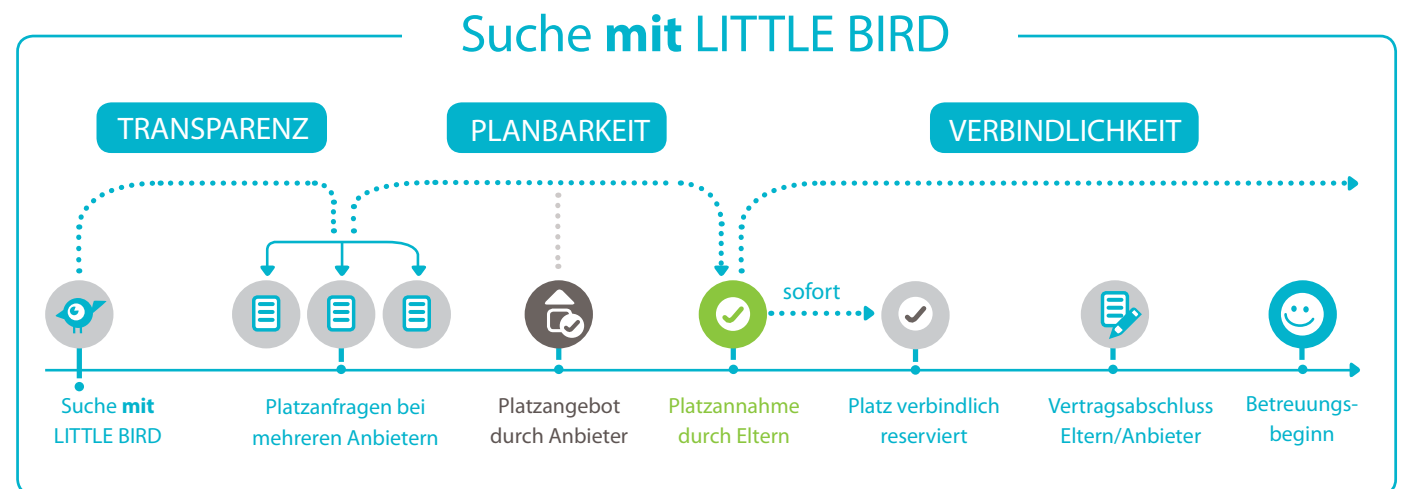 Suche mit LITTLE BIRD
TRANSPARENZ
PLANBARKEIT
VERBINDLICHKEIT
sofort
Suche mit
LITTLE BIRD
Platzanfragen bei
mehreren Anbietern
Platzangebot
durch Anbieter
Platzannahme
durch Eltern
Platz verbindlich
reserviert
Vertragsabschluss
Eltern/Anbieter
Betreuungs-
beginn